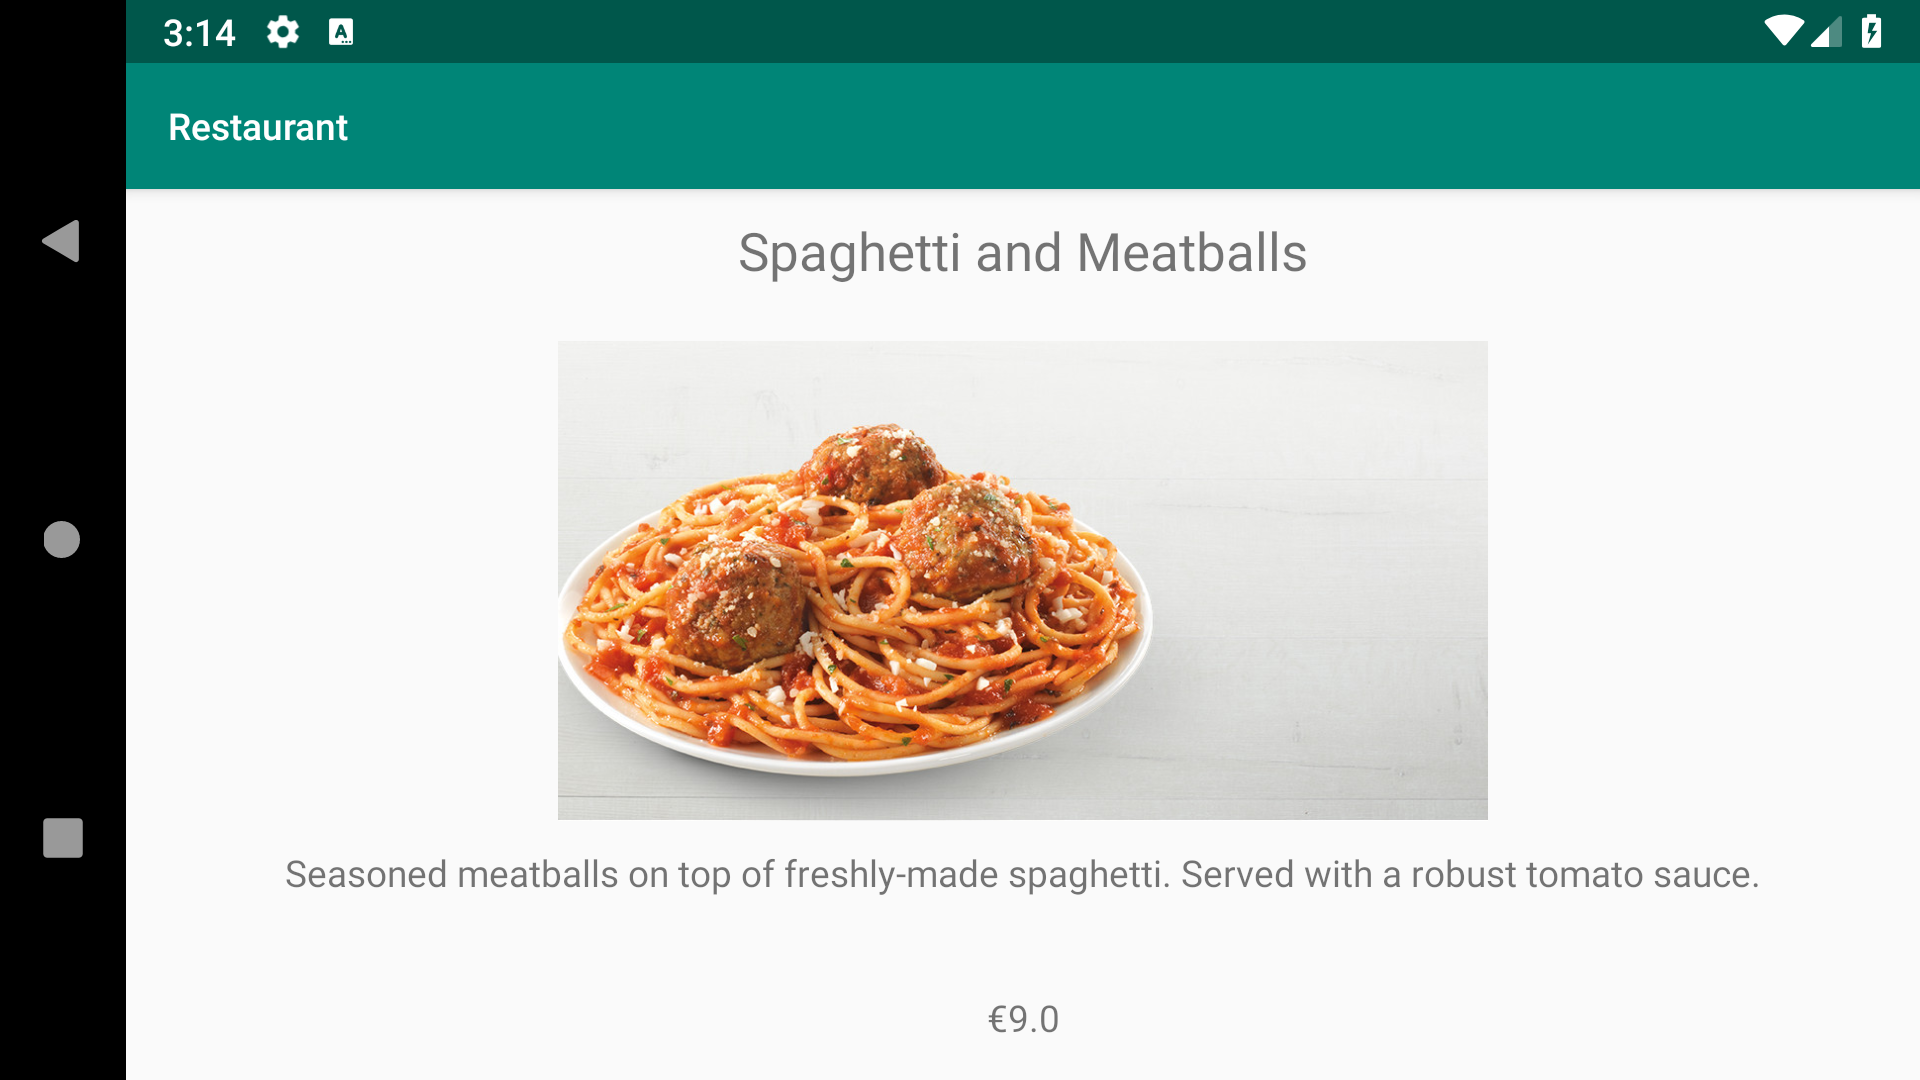 3:14
Restaurant
Spaghetti and Meatballs
Seasoned meatballs on top of freshly-made spaghetti. Served with a robust tomato sauce.
€9.0